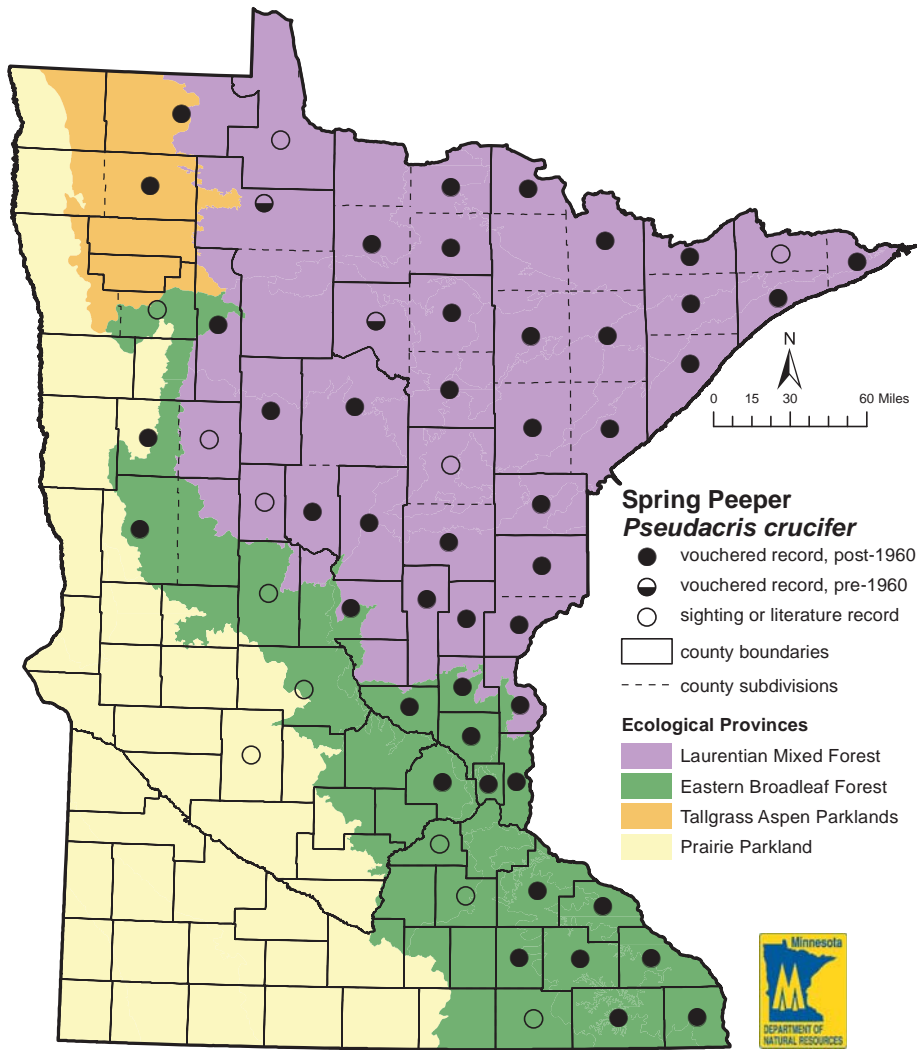 N
0 15 30 60 Miles
Spring Peeper
Pseudacris crucifer
vouchered record, post-1960
vouchered record, pre-1960
sighting or literature record
county boundaries
county subdivisions
Ecological Provinces
Laurentian Mixed Forest
Eastern Broadleaf Forest
Tallgrass Aspen Parklands
Prairie Parkland
Minnesota
M
DEPARTMENT OF
NATURAL RESOURCES